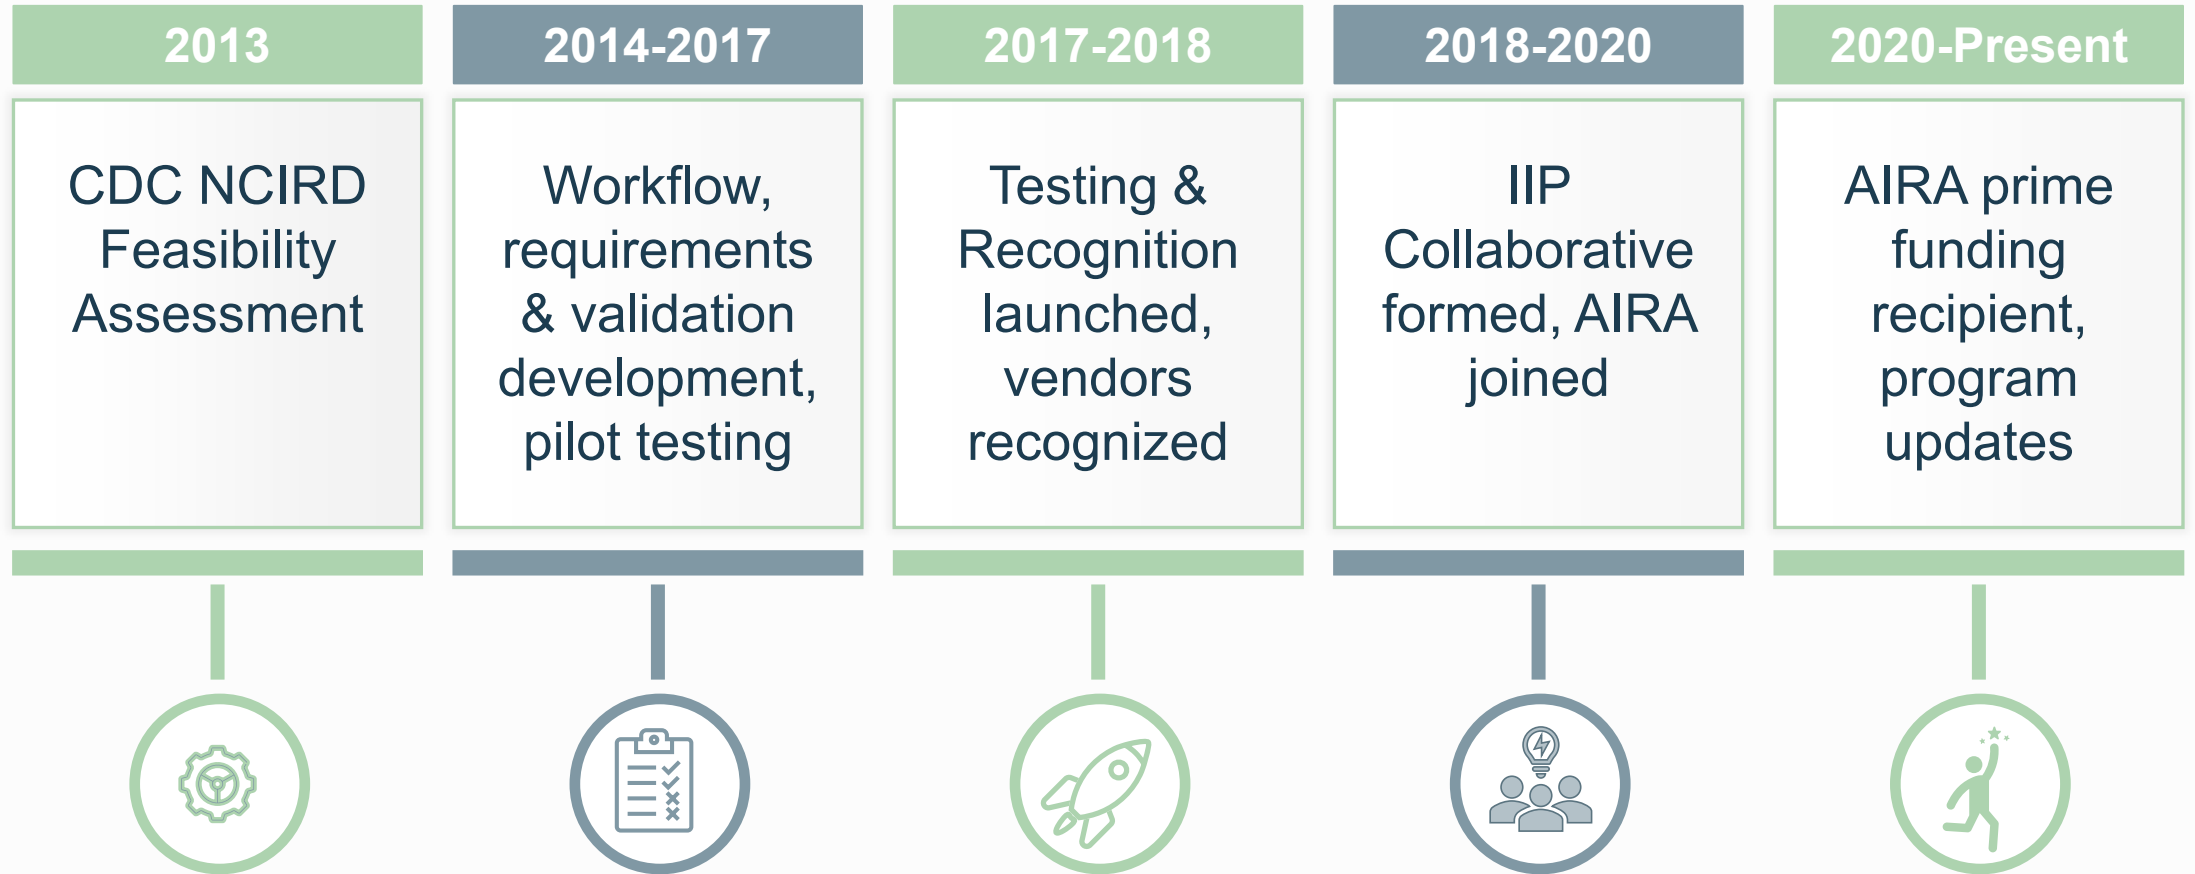 2013
CDC NCIRD
Feasibility
Assessment
2014-2017
Workflow,
requirements
& validation
development,
pilot testing
2017-2018
Testing &
Recognition
launched,
vendors
recognized
2018-2020
IIP
Collaborative
formed, AIRA
joined
2020-Present
AIRA prime
funding
recipient,
program
updates